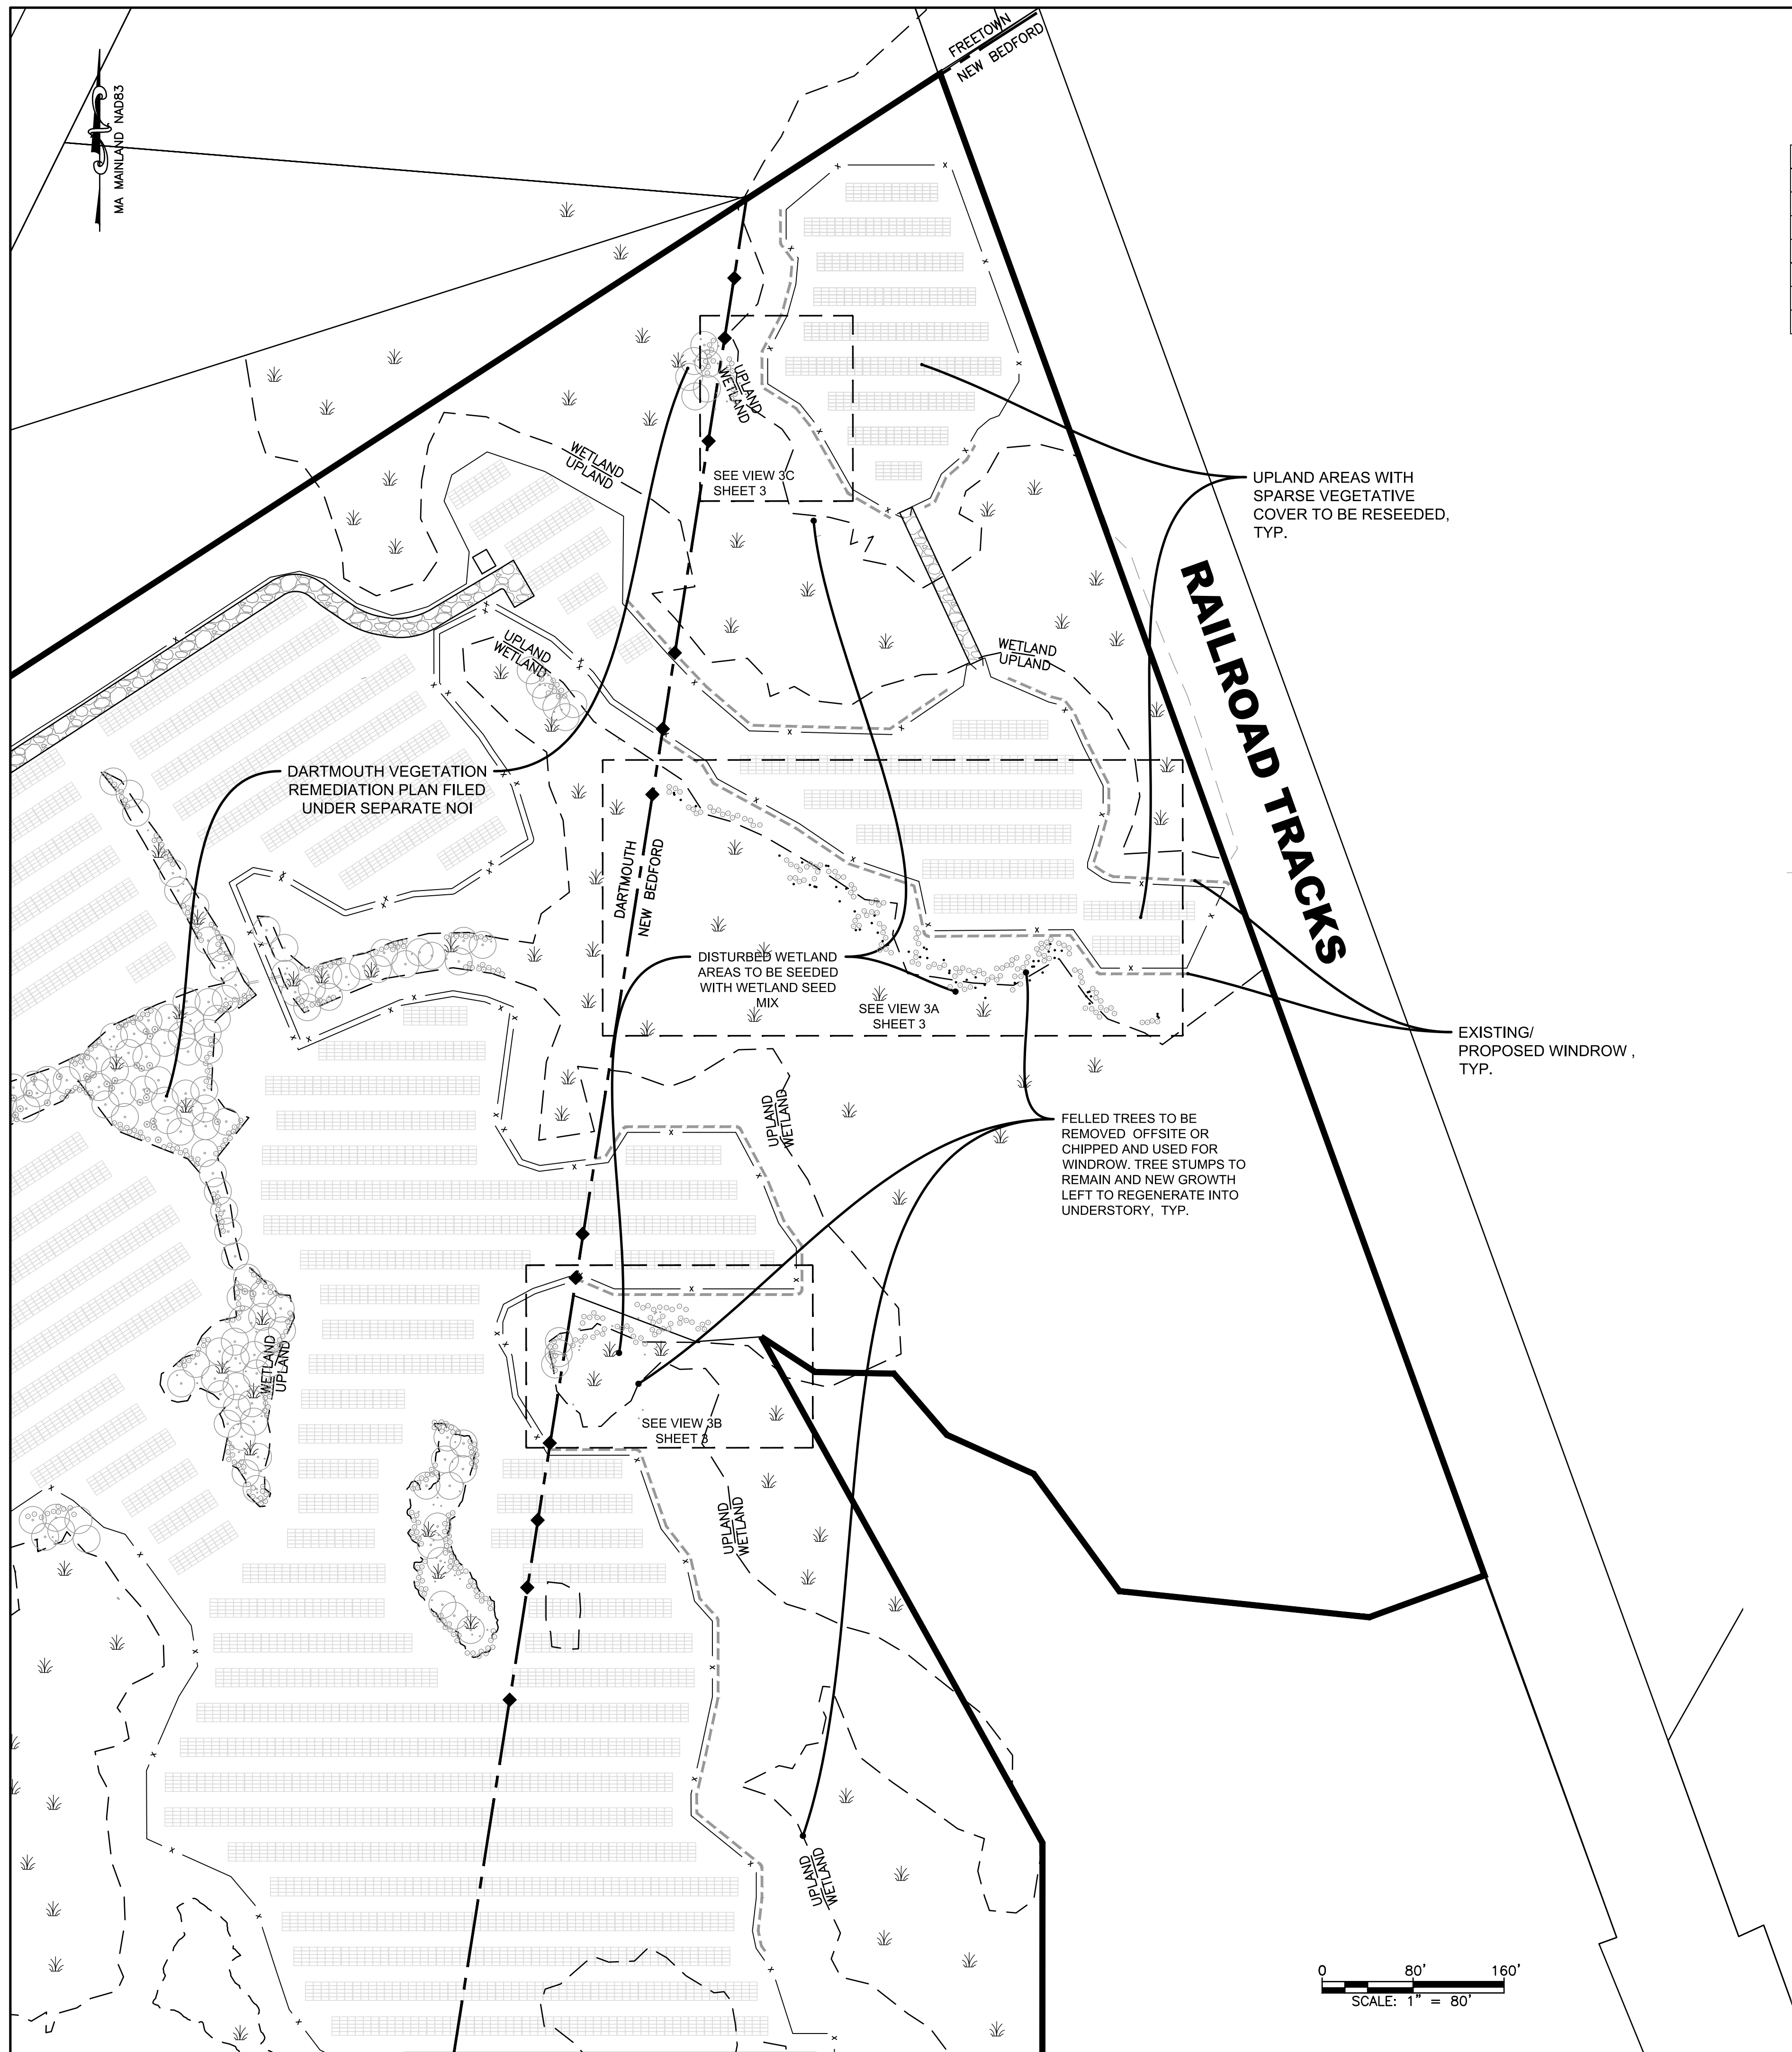 FREETOWN
NEW BEDFORD
MA MAINLAND NAD83
UPLAND
WETLAND
WETLAND
UPLAND
SEE VIEW 3C
SHEET 3
UPLAND AREAS WITH
SPARSE VEGETATIVE
COVER TO BE RESEEDED,
TYP.
RAILROAD TRACKS
UPLAND
WETLAND
WETLAND
UPLAND
DARTMOUTH VEGETATION
REMEDIATION PLAN FILED
UNDER SEPARATE NOI
DARTMOUTH
NEW BEDFORD
DISTURBED WETLAND
AREAS TO BE SEEDED
WITH WETLAND SEED
MIX
SEE VIEW 3A
SHEET 3
EXISTING/
PROPOSED WINDROW ,
TYP.
UPLAND
WETLAND
FELLED TREES TO BE
REMOVED OFFSITE OR
CHIPPED AND USED FOR
WINDROW. TREE STUMPS TO
REMAIN AND NEW GROWTH
LEFT TO REGENERATE INTO
UNDERSTORY, TYP.
WETLAND
UPLAND
SEE VIEW 3B
SHEET 3
UPLAND
WETLAND
UPLAND
WETLAND
0 80' 160'
SCALE: 1" = 80'